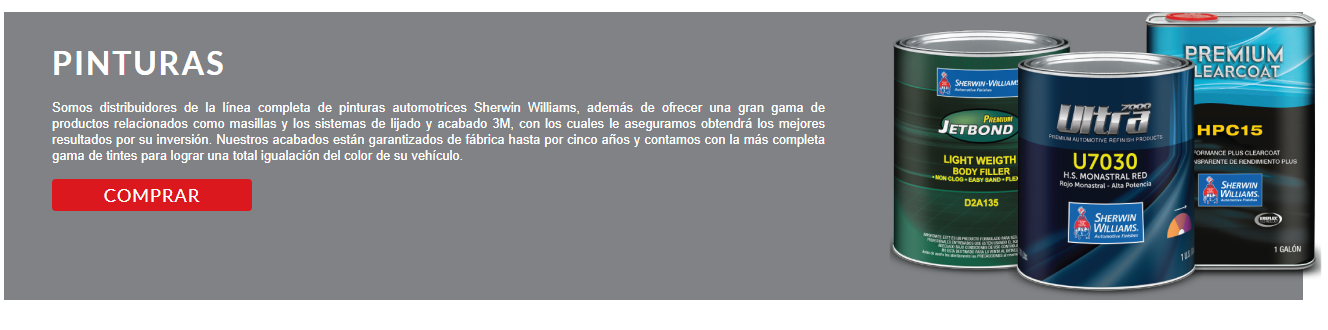 PINTURAS
Somos distribuidores de la línea completa de pinturas automotrices Sherwin Williams, además de ofrecer una gran gama de
productos relacionados como masillas y los sistemas de lijado y acabado 3M, con los cuales le aseguramos obtendrá los mejores
resultados por su inversión. Nuestros acabados están garantizados de fábrica hasta por cinco años y contamos con la más completa
gama de tintes para lograr una total igualación del color de su vehículo.
COMPRAR
SHERWIN-WILLIAMS
Automotive Finishes
PREMIUM
JETBOND
LIGHT WEIGTH
BODY FILLER
• NON CLOG • EASY SAND • FLEX
D2A135
Ultra
7000
PREMIUM AUTOMOTIVE REFINISH PRODUCTS
U7030
H.S. MONASTRAL RED
Rojo Monastral - Alta Potencia
SHERWIN
WILLIAMS.
Automotive Finishes
PREMIUM
LEARCOAT
HPC15
FORMANCE PLUS CLEARCOAT
NSPARENTE DE RENDIMIENTO PLUS
SHERWIN
WILLIAMS.
Automotive Finishes
1 GALÓN